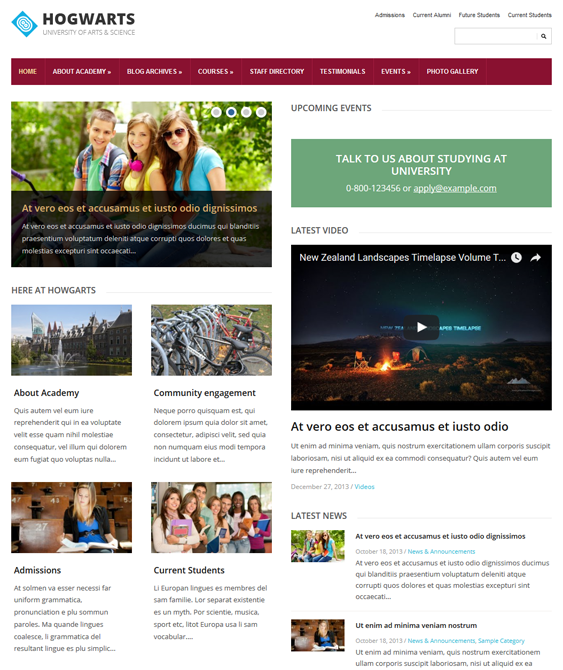 HOGWARTS
UNIVERSITY OF ARTS & SCIENCE
Admissions Current Alumni Future Students Current Students
HOME ABOUT ACADEMY » BLOG ARCHIVES » COURSES » STAFF DIRECTORY TESTIMONIALS EVENTS » PHOTO GALLERY
At vero eos et accusamus et iusto odio dignissimos
At vero eos et accusamus et iusto odio dignissimos ducimus qui blanditiis
praesentium voluptatum deleniti atque corrupti quos dolores et quas
molestias excepturi sint occaecati...
HERE AT HOWGARTS
About Academy
Quis autem vel eum iure
reprehenderit qui in ea voluptate
velit esse quam nihil molestiae
consequatur, vel illum qui dolorem
eum fugiat quo voluptas nulla...
Community engagement
Neque porro quisquam est, qui
dolorem ipsum quia dolor sit amet,
consectetur, adipisci velit, sed quia
non numquam eius modi tempora
incidunt ut labore et...
Admissions
At solmen va esser necessi far
uniform grammatica,
pronunciation e plu sommun
paroles. Ma quande lingues
coalesce, li grammatica del
resultant lingue es plu simplic...
Current Students
Li Europan lingues es membres del
sam familie. Lor separat existentie
es un myth. Por scientie, musica,
sport etc, litot Europa usa li sam
vocabular....
UPCOMING EVENTS
TALK TO US ABOUT STUDYING AT
UNIVERSITY
0-800-123456 or apply@example.com
LATEST VIDEO
New Zealand Landscapes Timelapse Volume T...
NEW ZEA APES TIMELAPSE
At vero eos et accusamus et iusto odio
Ut enim ad minima veniam, quis nostrum exercitationem ullam corporis suscipit
laboriosam, nisi ut aliquid ex ea commodi consequatur? Quis autem vel eum
iure reprehenderit...
December 27, 2013 / Videos
LATEST NEWS
At vero eos et accusamus et iusto odio dignissimos
October 18, 2013 / News & Announcements
At vero eos et accusamus et iusto odio dignissimos ducimus
qui blanditiis praesentium voluptatum deleniti atque
corrupti quos dolores et quas molestias excepturi sint
occaecati...
Ut enim ad minima veniam nostrum
October 18, 2013 / News & Announcements, Sample Category
Ut enim ad minima veniam, quis nostrum exercitationem
ullam corporis suscipit laboriosam, nisi ut aliquid ex ea